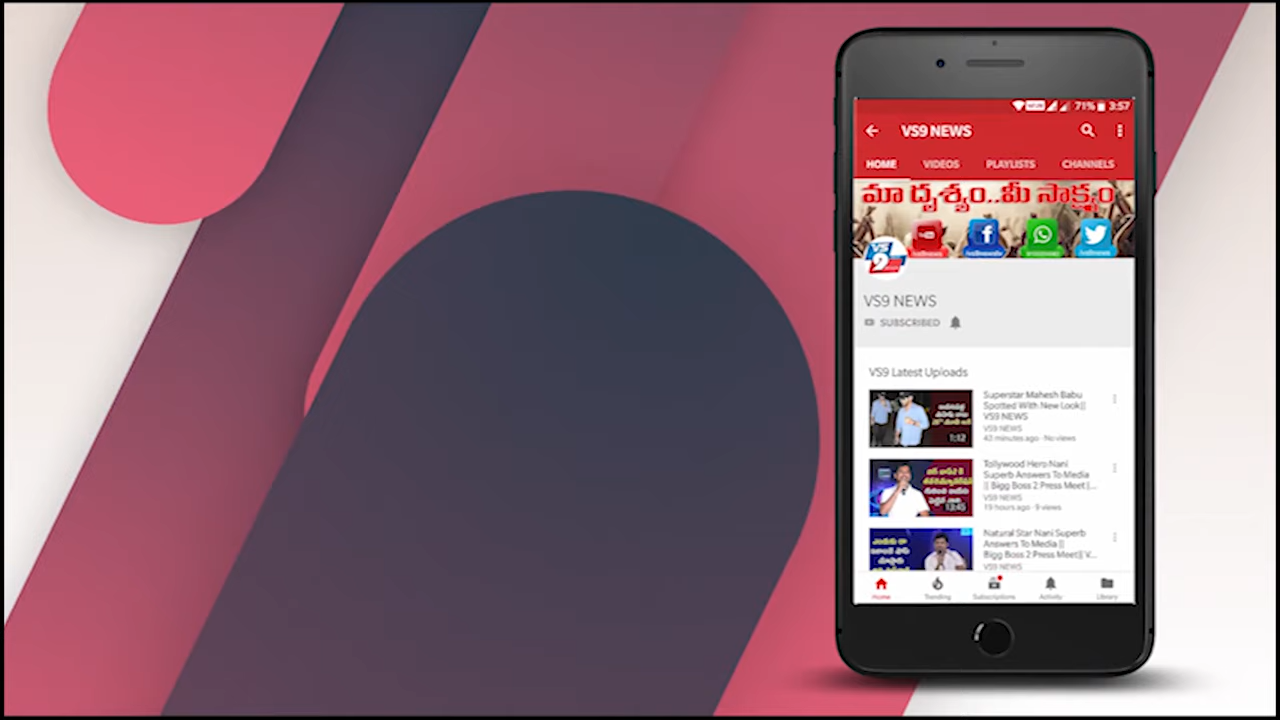 71% 3:57
VS9 NEWS
HOME VIDEOS PLAYLISTS CHANNELS
మా దృశ్యం..మీ సాక్ష్యం
VS
9
VS9 NEWS
SUBSCRIBED
VS9 Latest Uploads
Superstar Mahesh Babu
Spotted With New Look||
VS9 NEWS
VS9 NEWS
43 minutes ago · No views
1:12
Tollywood Hero Nani
Superb Answers To Media
|| Bigg Boss 2 Press Meet |...
VS9 NEWS
19 hours ago · 9 views
13:45
Natural Star Nani Superb
Answers To Media ||
Bigg Boss 2 Press Meet|| V...
VS9 NEWS
Home Trending Subscriptions Activity Library